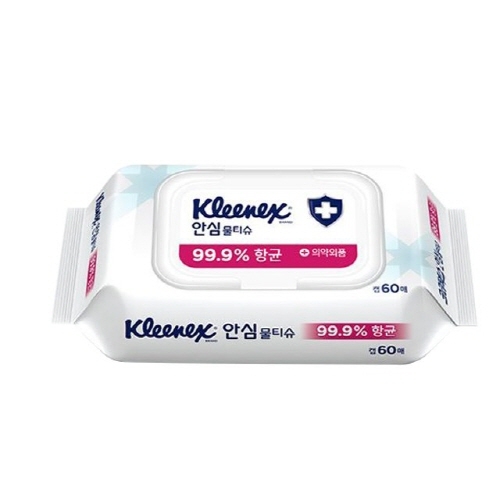 Kleenex
안심물티슈
99.9% 항균 의약외품
캡 60매
Kleenex 안심물티슈 99.9% 항균
캡 60매